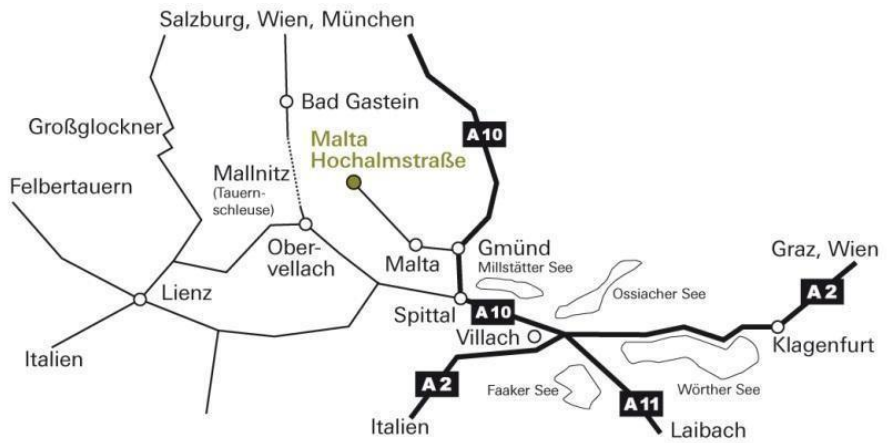 Salzburg, Wien, München
Bad Gastein
Großglockner
A 10
Malta
Hochalmstraße
Mallnitz
(Tauern-
schleuse)
Felbertauern
Ober-
vellach
Malta
Gmünd
Millstätter See
Graz, Wien
Lienz
Ossiacher See
A 2
Spittal
A 10
Villach
Klagenfurt
Italien
A 2
Faaker See
Wörther See
A 11
Italien
Laibach